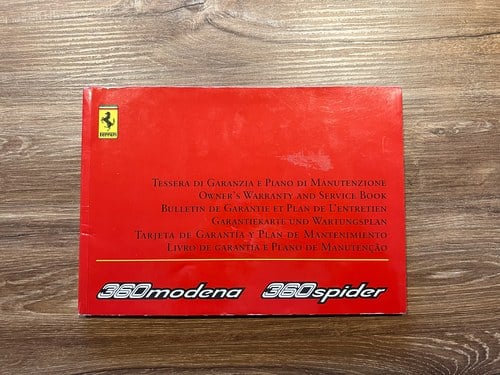 Ferrari
Tessera di Garanzia e Piano di Manutenzione
Owner's Warranty and Service Book
Bulletin de Garantie et Plan de L'entretien
Garantiekarte und Wartungsplan
Tarjeta de Garantía y Plan de Mantenimiento
Livro de garantia e Plano de Manutenção
360modena 360spider